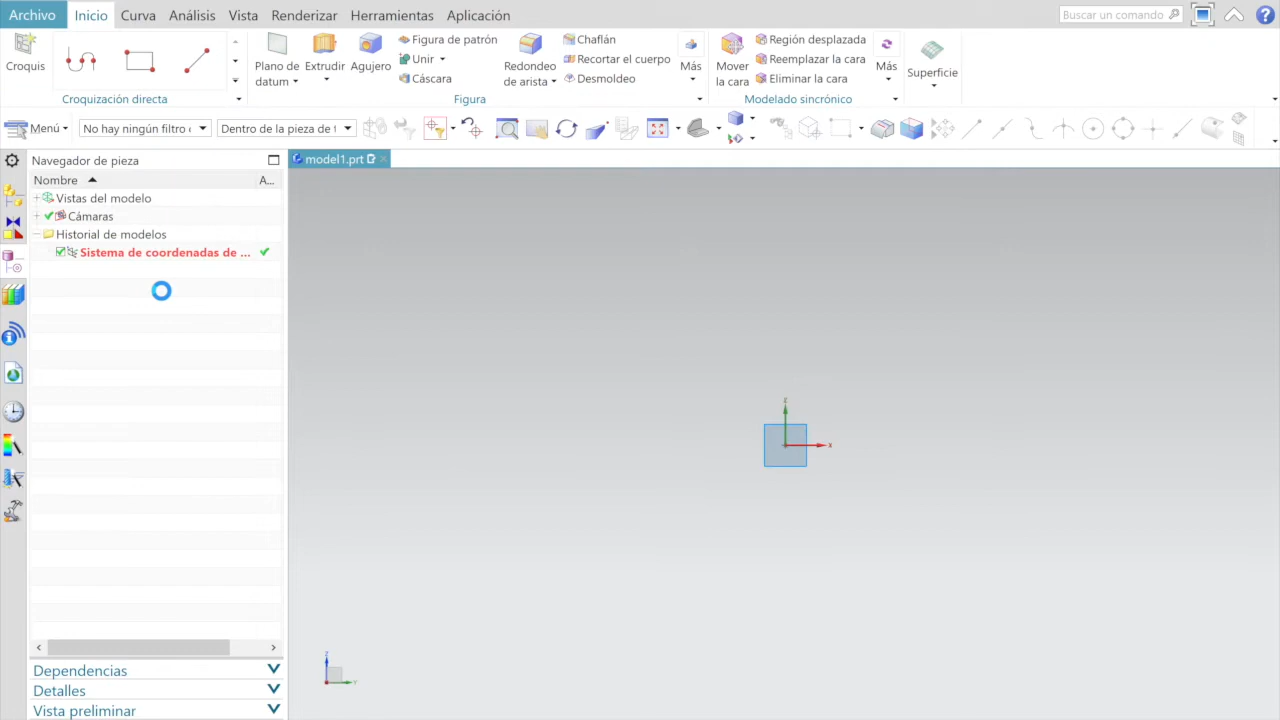 Archivo Inicio Curva Análisis Vista Renderizar Herramientas Aplicación Buscar un comando
Croquis
Croquización directa
Plano de datum
Extrudir
Agujero
Figura de patrón
Unir
Cáscara
Redondeo de arista
Chaflán
Recortar el cuerpo
Desmoldeo
Más
Figura
Mover la cara
Región desplazada
Reemplazar la cara
Eliminar la cara
Más
Modelado sincrónico
Superficie
Menú No hay ningún filtro Dentro de la pieza de
Navegador de pieza model1.prt
Nombre A...
Vistas del modelo
Cámaras
Historial de modelos
Sistema de coordenadas de ...
X
Z
Y
Dependencias
Detalles
Vista preliminar